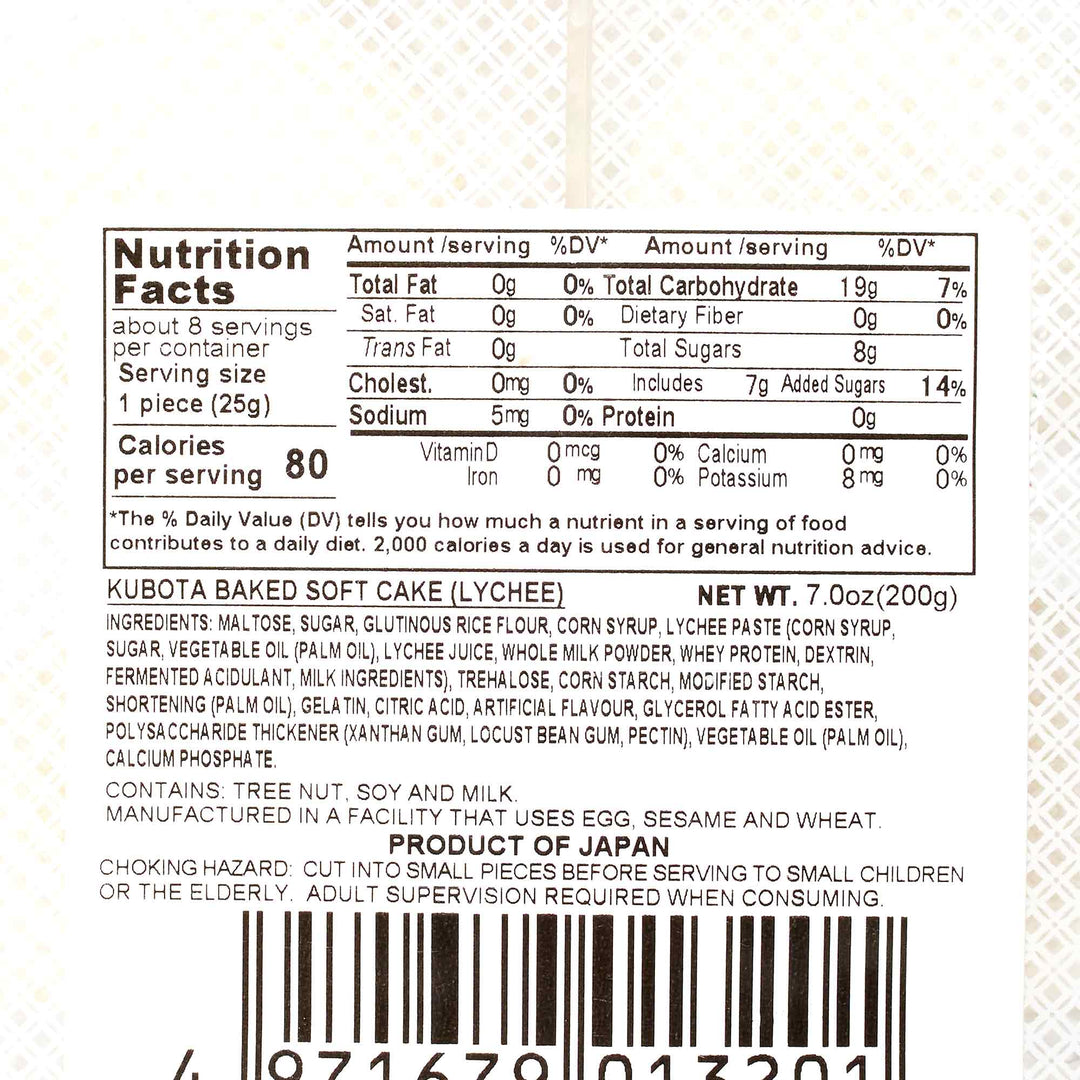 Nutrition
Facts
about 8 servings
per container
Serving size
1 piece (25g)
Calories
per serving 80
Amount /serving %DV* Amount /serving %DV*
Total Fat 0g 0% Total Carbohydrate 19g 7%
Sat. Fat 0g 0% Dietary Fiber 0g 0%
Trans Fat 0g Total Sugars 8g
Cholest. 0mg 0% Includes 7g Added Sugars 14%
Sodium 5mg 0% Protein 0g
Vitamin D 0 mcg 0% Calcium 0 mg 0%
Iron 0 mg 0% Potassium 8 mg 0%
*The % Daily Value (DV) tells you how much a nutrient in a serving of food
contributes to a daily diet. 2,000 calories a day is used for general nutrition advice.
KUBOTA BAKED SOFT CAKE (LYCHEE) NET WT. 7.0oz(200g)
INGREDIENTS: MALTOSE, SUGAR, GLUTINOUS RICE FLOUR, CORN SYRUP, LYCHEE PASTE (CORN SYRUP,
SUGAR, VEGETABLE OIL (PALM OIL), LYCHEE JUICE, WHOLE MILK POWDER, WHEY PROTEIN, DEXTRIN,
FERMENTED ACIDULANT, MILK INGREDIENTS), TREHALOSE, CORN STARCH, MODIFIED STARCH,
SHORTENING (PALM OIL), GELATIN, CITRIC ACID, ARTIFICIAL FLAVOUR, GLYCEROL FATTY ACID ESTER,
POLYSACCHARIDE THICKENER (XANTHAN GUM, LOCUST BEAN GUM, PECTIN), VEGETABLE OIL (PALM OIL),
CALCIUM PHOSPHATE.
CONTAINS: TREE NUT, SOY AND MILK.
MANUFACTURED IN A FACILITY THAT USES EGG, SESAME AND WHEAT.
PRODUCT OF JAPAN
CHOKING HAZARD: CUT INTO SMALL PIECES BEFORE SERVING TO SMALL CHILDREN
OR THE ELDERLY. ADULT SUPERVISION REQUIRED WHEN CONSUMING.
4 971679 013201